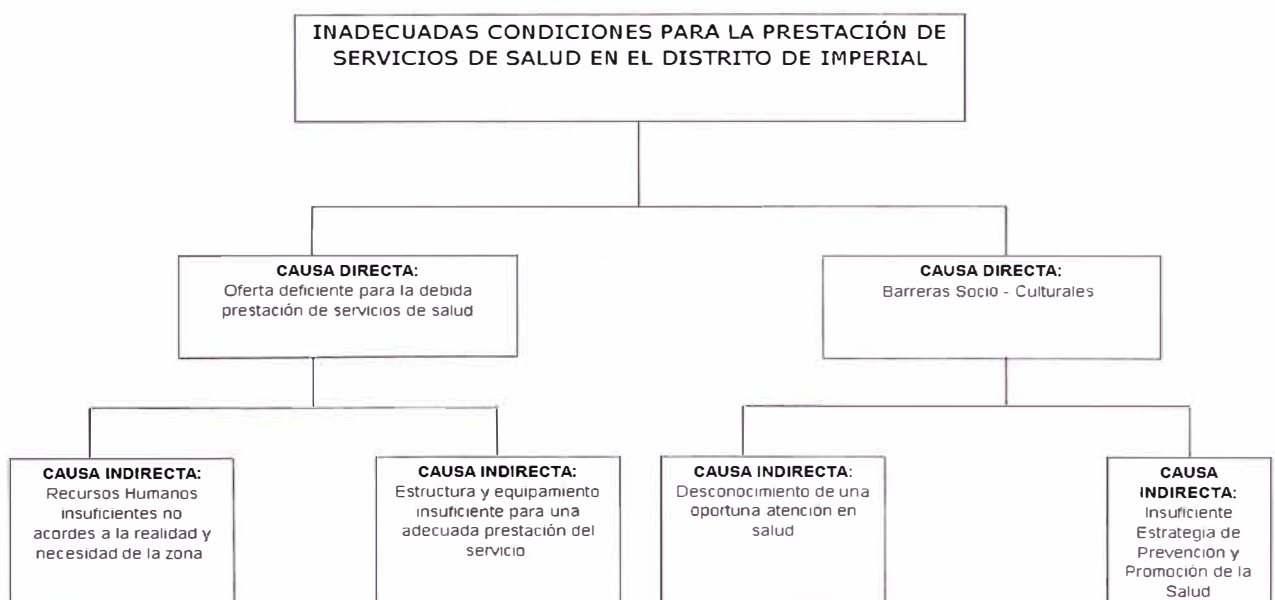 INADECUADAS CONDICIONES PARA LA PRESTACIÓN DE
SERVICIOS DE SALUD EN EL DISTRITO DE IMPERIAL
CAUSA DIRECTA:
Oferta deficiente para la debida
prestación de servicios de salud
CAUSA DIRECTA:
Barreras Socio - Culturales
CAUSA INDIRECTA:
Recursos Humanos
insuficientes no
acordes a la realidad y
necesidad de la zona
CAUSA INDIRECTA:
Estructura y equipamiento
insuficiente para una
adecuada prestación del
servicio
CAUSA INDIRECTA:
Desconocimiento de una
oportuna atención en
salud
CAUSA
INDIRECTA:
Insuficiente
Estrategia de
Prevención y
Promoción de la
Salud